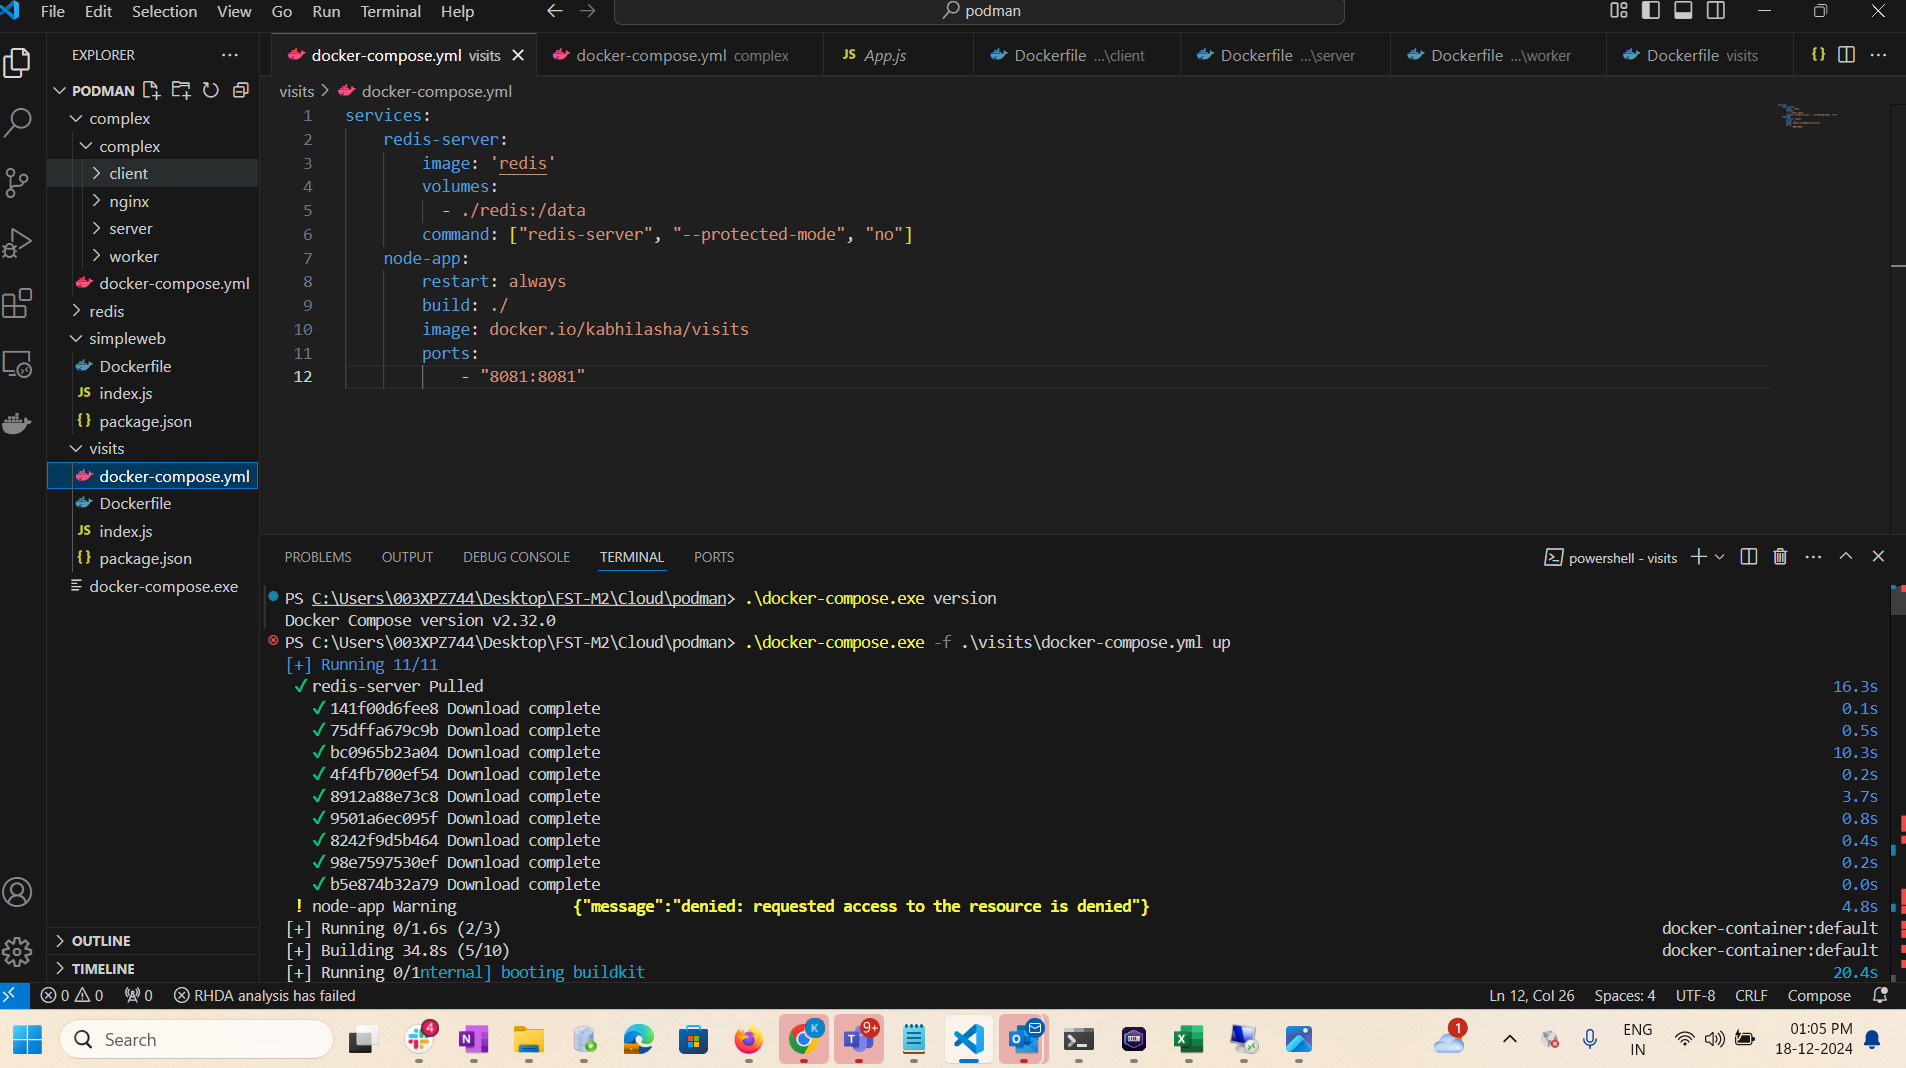 File Edit Selection View Go Run Terminal Help podman
EXPLORER
docker-compose.yml visits
docker-compose.yml complex
JS App.js
Dockerfile ...\client
Dockerfile ...\server
Dockerfile ...\worker
Dockerfile visits
PODMAN
complex
complex
client
nginx
server
worker
docker-compose.yml
redis
simpleweb
Dockerfile
JS index.js
{} package.json
visits
docker-compose.yml
Dockerfile
JS index.js
{} package.json
docker-compose.exe
OUTLINE
TIMELINE
visits > docker-compose.yml
1 services:
2 redis-server:
3 image: 'redis'
4 volumes:
5 - ./redis:/data
6 command: ["redis-server", "--protected-mode", "no"]
7 node-app:
8 restart: always
9 build: ./
10 image: docker.io/kabhilasha/visits
11 ports:
12 - "8081:8081"
PROBLEMS OUTPUT DEBUG CONSOLE TERMINAL PORTS powershell - visits
PS C:\Users\003XPZ744\Desktop\FST-M2\Cloud\podman> .\docker-compose.exe version
Docker Compose version v2.32.0
PS C:\Users\003XPZ744\Desktop\FST-M2\Cloud\podman> .\docker-compose.exe -f .\visits\docker-compose.yml up
[+] Running 11/11
✓ redis-server Pulled 16.3s
✓ 141f00d6fee8 Download complete 0.1s
✓ 75dffa679c9b Download complete 0.5s
✓ bc0965b23a04 Download complete 10.3s
✓ 4f4fb700ef54 Download complete 0.2s
✓ 8912a88e73c8 Download complete 3.7s
✓ 9501a6ec095f Download complete 0.8s
✓ 8242f9d5b464 Download complete 0.4s
✓ 98e7597530ef Download complete 0.2s
✓ b5e874b32a79 Download complete 0.0s
! node-app Warning {"message":"denied: requested access to the resource is denied"} 4.8s
[+] Running 0/1.6s (2/3) docker-container:default
[+] Building 34.8s (5/10) docker-container:default
[+] Running 0/1nternal] booting buildkit 20.4s
0 0 0 RHDA analysis has failed Ln 12, Col 26 Spaces: 4 UTF-8 CRLF Compose
Search
4
K
9+
1
ENG
IN
01:05 PM
18-12-2024